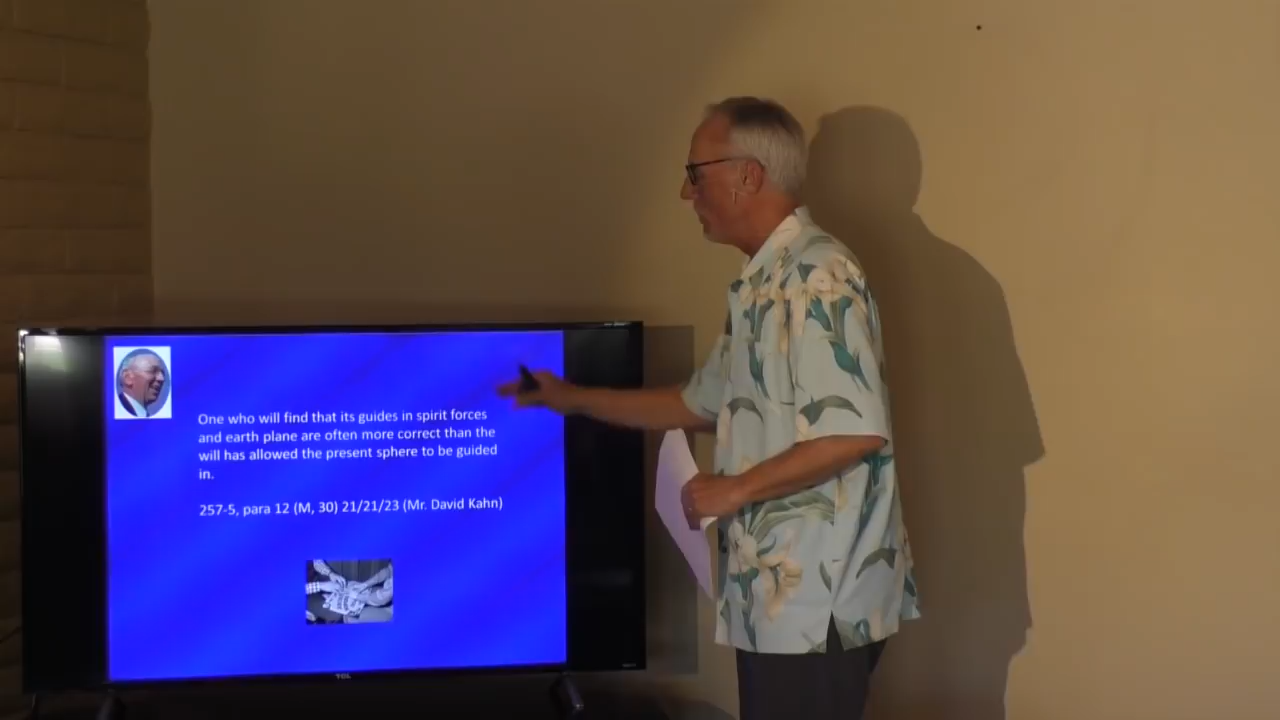 One who will find that its guides in spirit forces
and earth plane are often more correct than the
will has allowed the present sphere to be guided
in.
257-5, para 12 (M, 30) 21/21/23 (Mr. David Kahn)
TCL